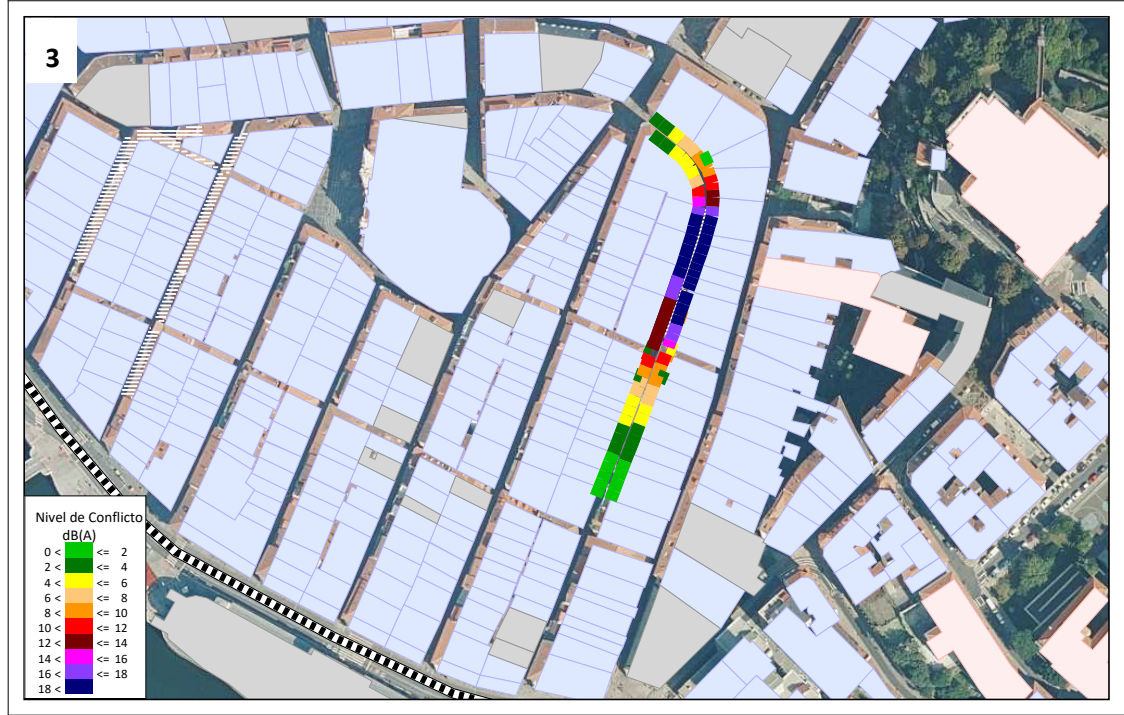 3
Nivel de Conflicto
dB(A)
0 < <= 2
2 < <= 4
4 < <= 6
6 < <= 8
8 < <= 10
10 < <= 12
12 < <= 14
14 < <= 16
16 < <= 18
18 <